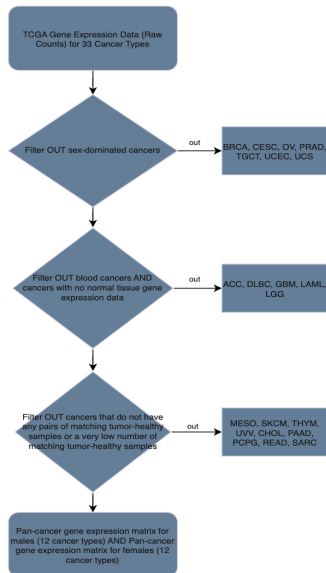 TCGA Gene Expression Data (Raw
Counts) for 33 Cancer Types
Filter OUT sex-dominated cancers
out
BRCA, CESC, OV, PRAD,
TGCT, UCEC, UCS
Filter OUT blood cancers AND
cancers with no normal tissue gene
expression data
out
ACC, DLBC, GBM, LAML,
LGG
Filter OUT cancers that do not have
any pairs of matching tumor-healthy
samples or a very low number of
matching tumor-healthy samples
out
MESO, SKCM, THYM,
UVV, CHOL, PAAD,
PCPG, READ, SARC
Pan-cancer gene expression matrix for
males (12 cancer types) AND Pan-cancer
gene expression matrix for females (12
cancer types)